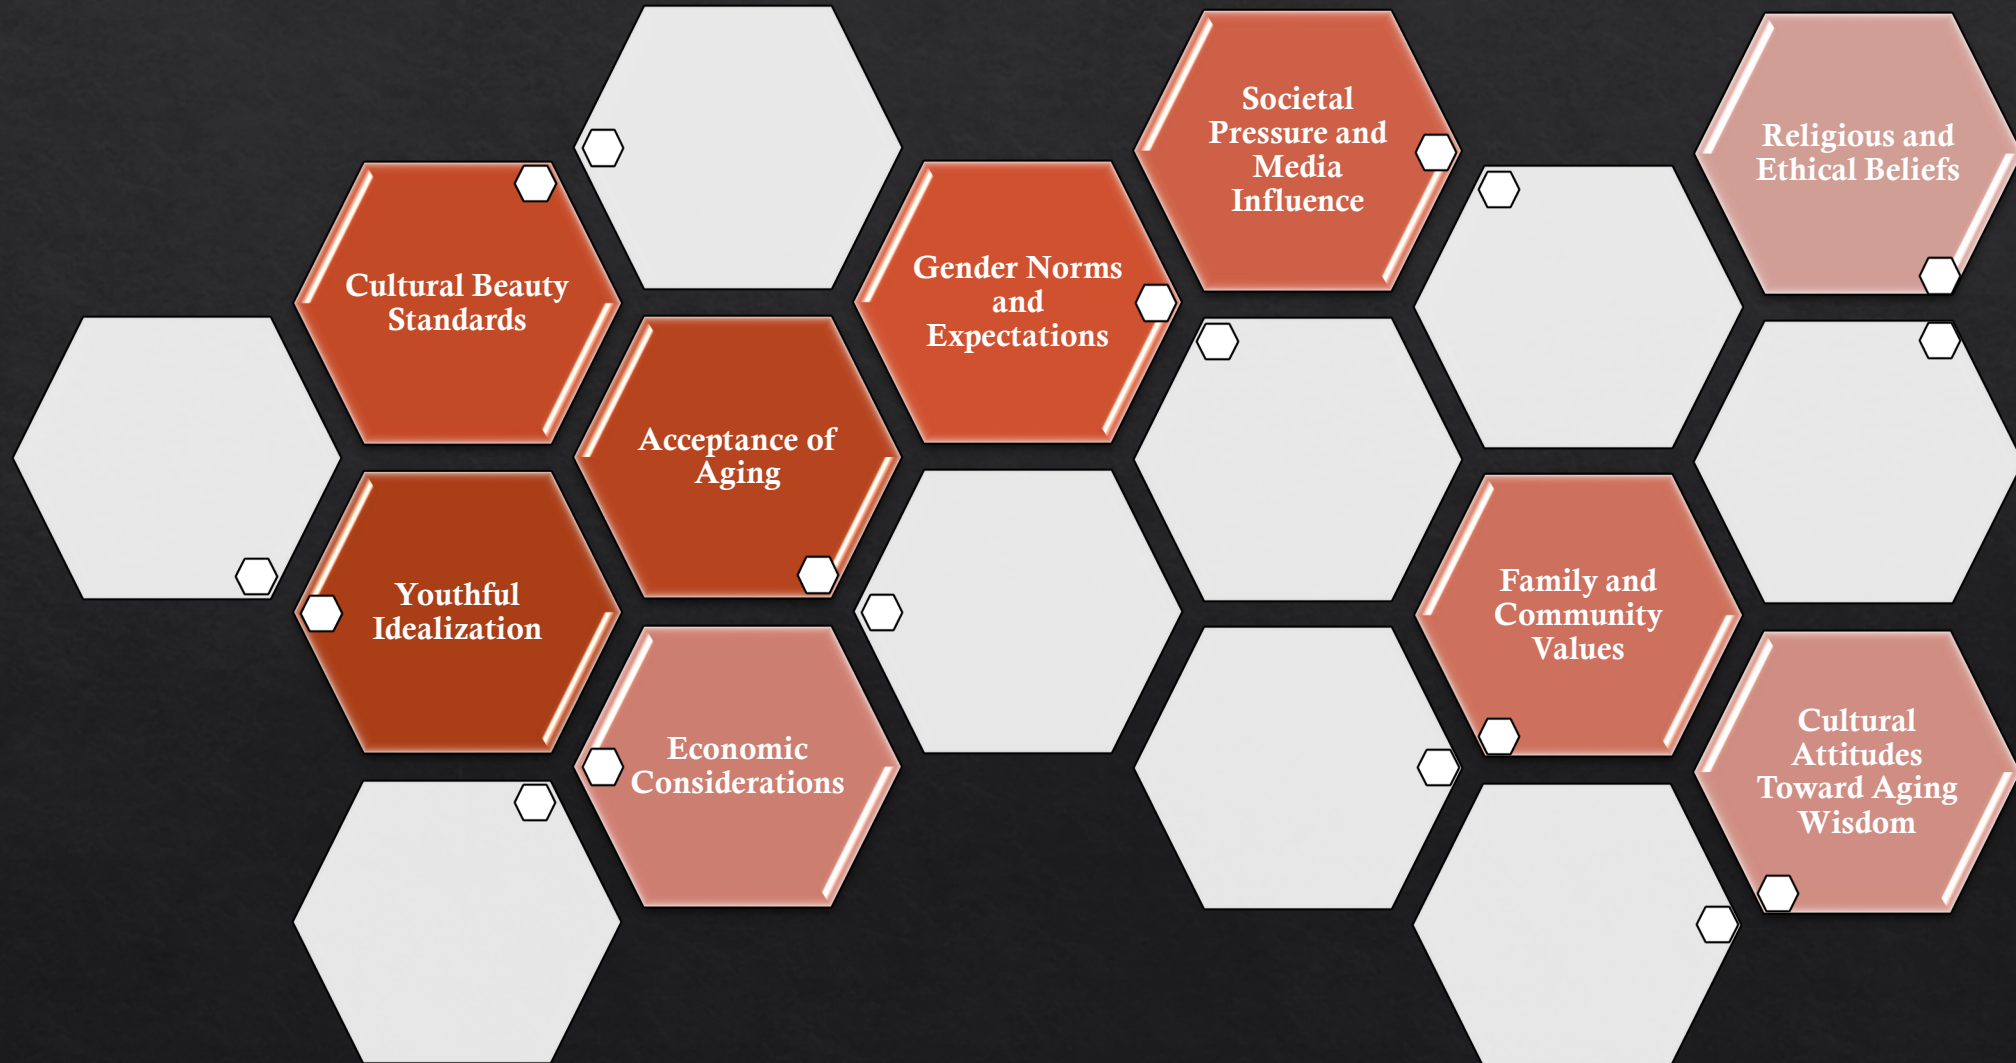 Cultural Beauty
Standards
Youthful
Idealization
Acceptance of
Aging
Economic
Considerations
Gender Norms
and
Expectations
Societal
Pressure and
Media
Influence
Family and
Community
Values
Religious and
Ethical Beliefs
Cultural
Attitudes
Toward Aging
Wisdom